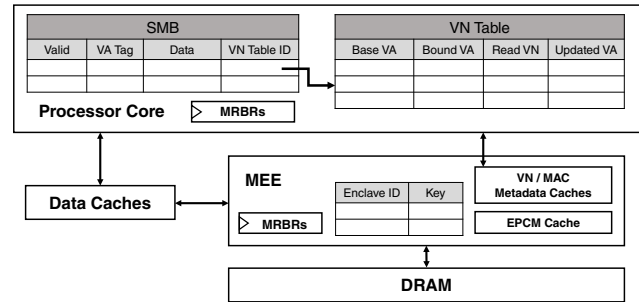 SMB
VN Table
Valid VA Tag Data VN Table ID
Base VA Bound VA Read VN Updated VA
Processor Core
MRBRs
MEE
Enclave ID Key
VN / MAC
Metadata Caches
Data Caches
MRBRs
EPCM Cache
DRAM